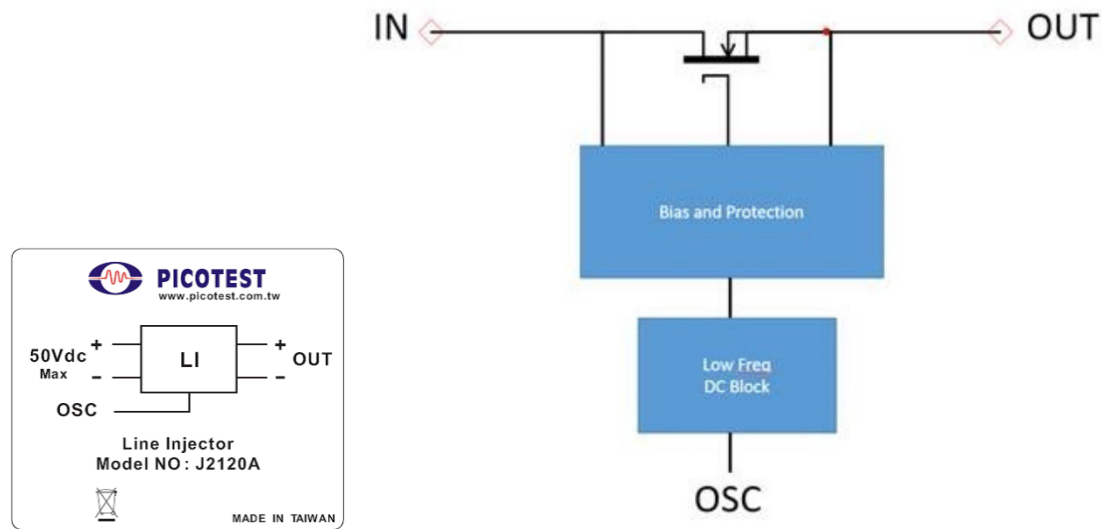 IN
OUT
Bias and Protection
Low Freq
DC Block
OSC
PICOTEST
www.picotest.com.tw
50Vdc
Max
+
-
LI
+
-
OUT
OSC
Line Injector
Model NO : J2120A
MADE IN TAIWAN